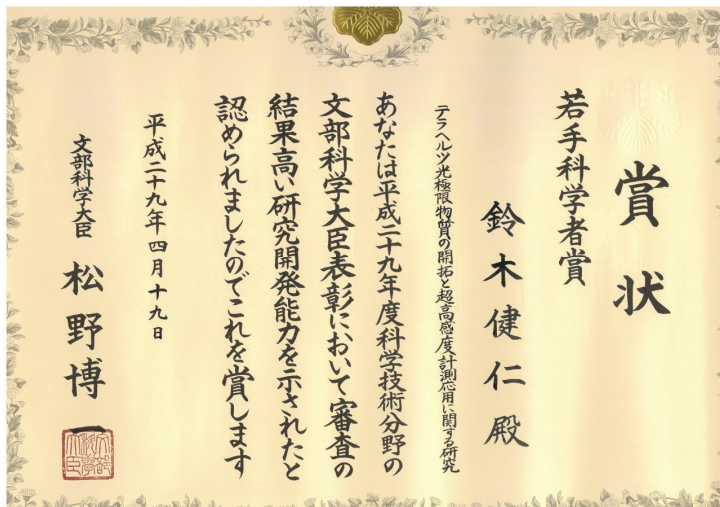 賞状
若手科学者賞
鈴木健仁殿
テラヘルツ光極限物質の開拓と超高感度計測応用に関する研究
あなたは平成二十九年度科学技術分野の
文部科学大臣表彰において審査の
結果高い研究開発能力を示されたと
認められましたのでこれを賞します
平成二十九年四月十九日
文部科学大臣 松野博一